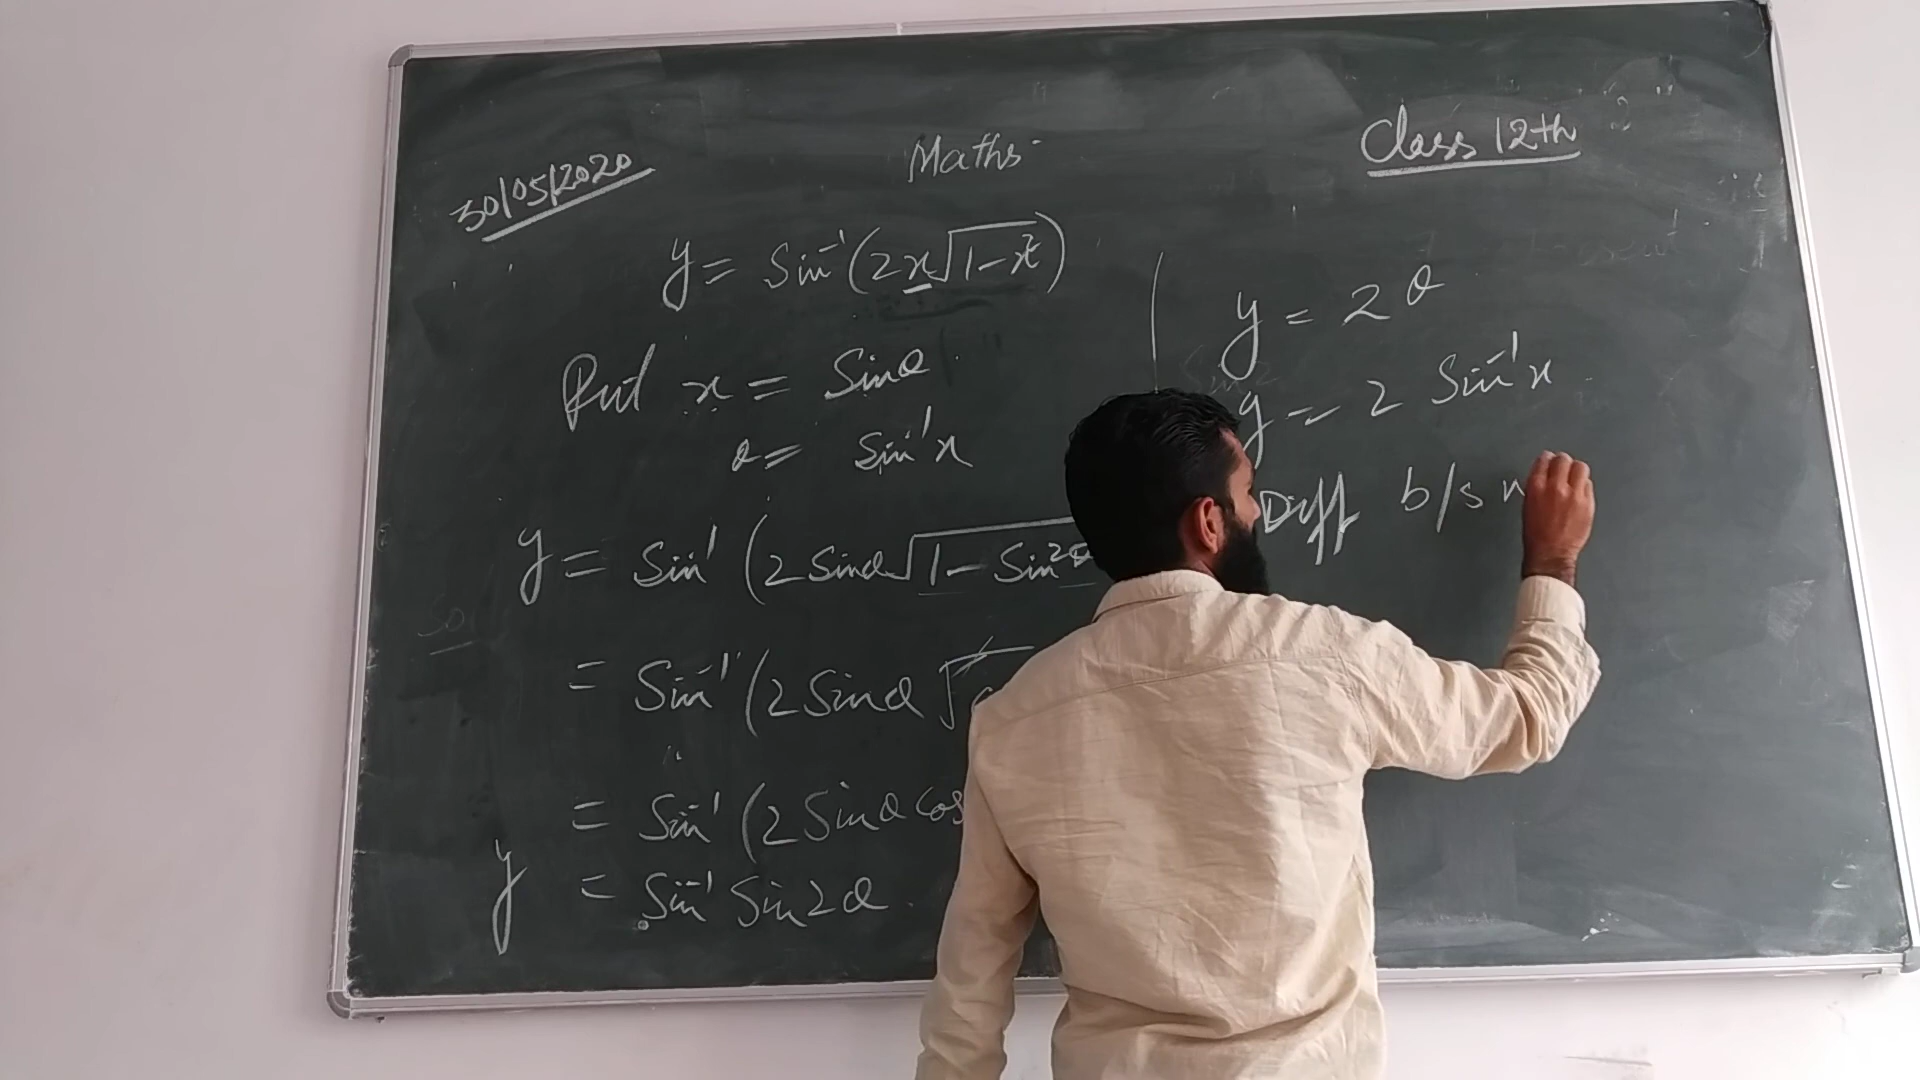 30/05/2020
Maths
Class 12th
y = Sin⁻¹(2x√1-x²)
Put x = Sinθ
θ = Sin⁻¹x
y = Sin⁻¹(2Sinθ√1-Sin²θ
= Sin⁻¹(2Sinθ√
= Sin⁻¹(2Sinθ Cos
y = Sin⁻¹ Sin2θ
y = 2θ
y = 2 Sin⁻¹x
Diff b/s w